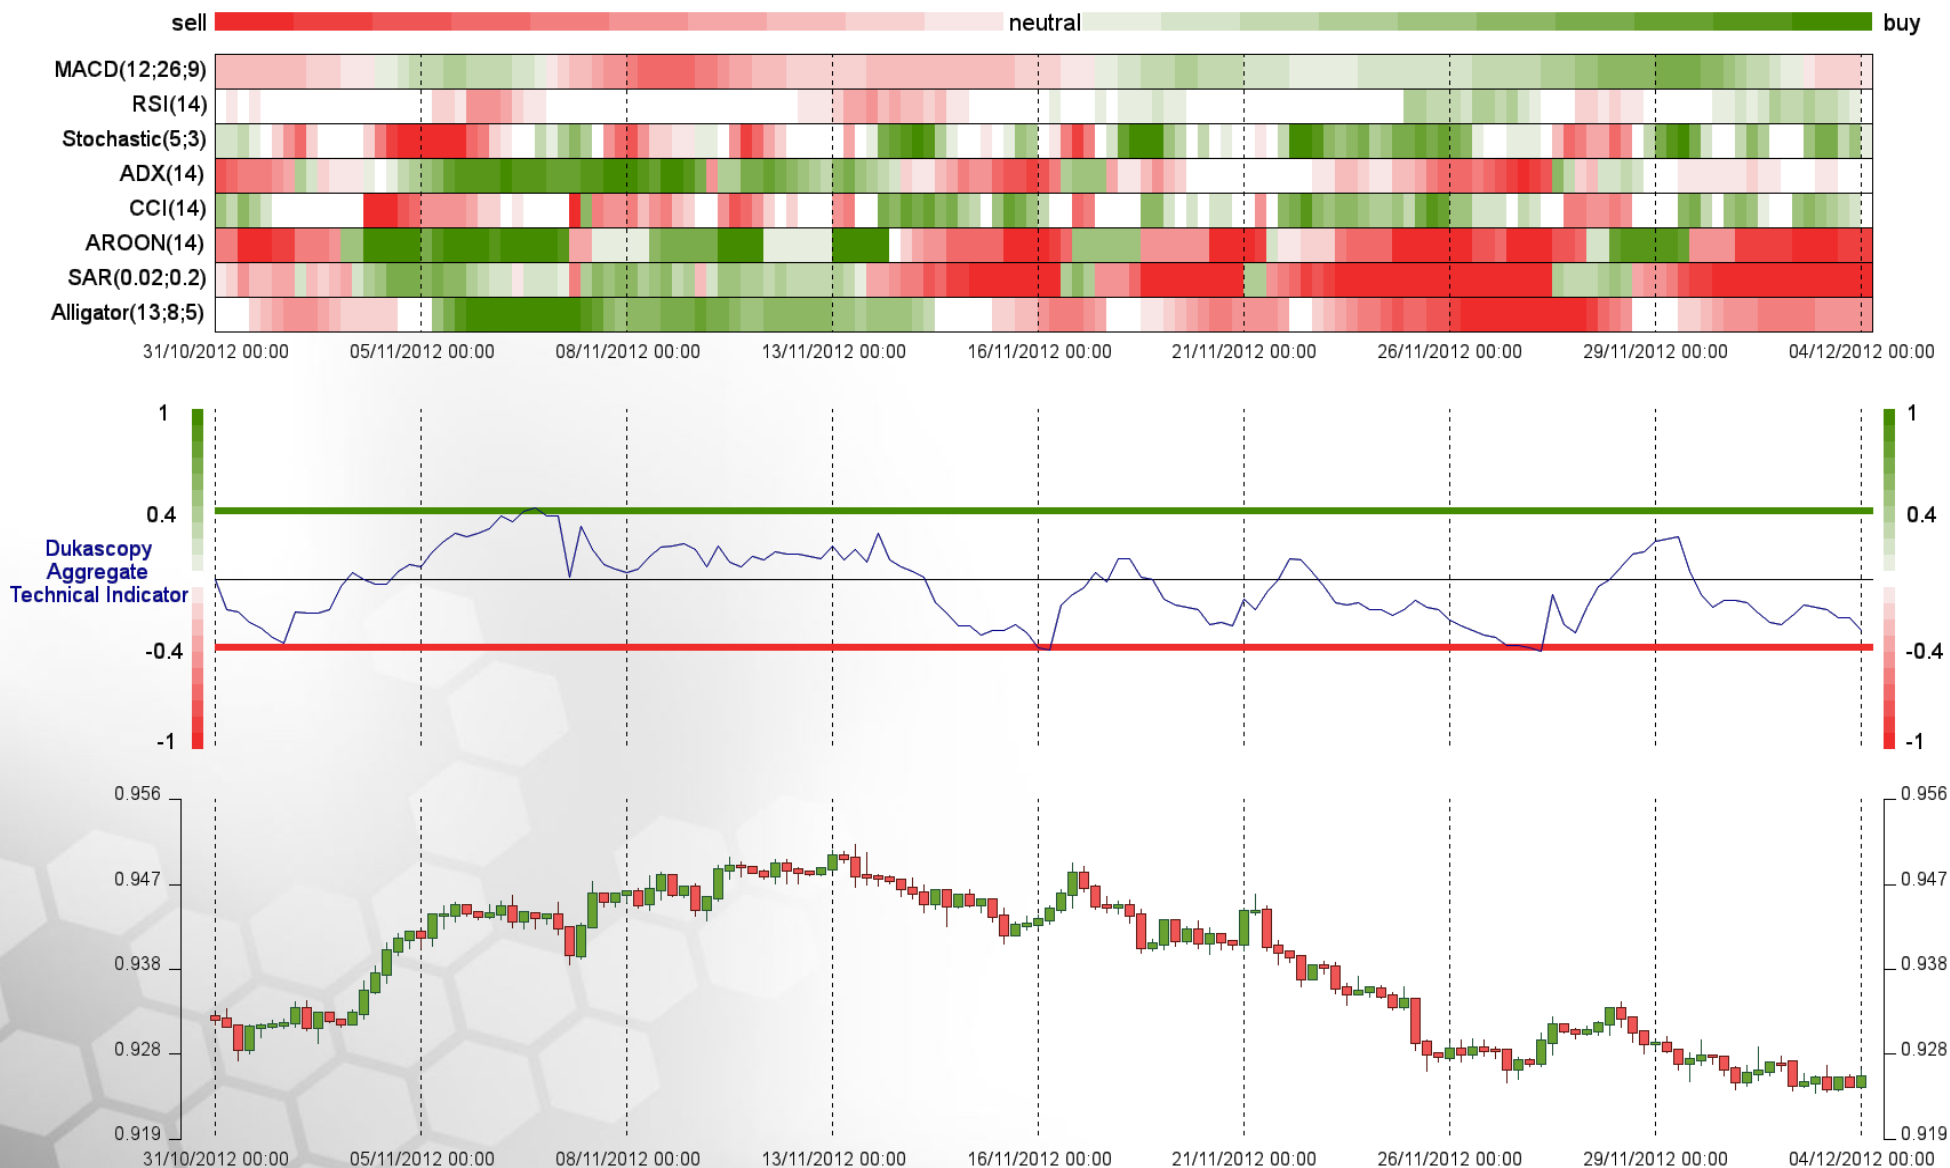 sell neutral buy
MACD(12;26;9)
RSI(14)
Stochastic(5;3)
ADX(14)
CCI(14)
AROON(14)
SAR(0.02;0.2)
Alligator(13;8;5)
31/10/2012 00:00 05/11/2012 00:00 08/11/2012 00:00 13/11/2012 00:00 16/11/2012 00:00 21/11/2012 00:00 26/11/2012 00:00 29/11/2012 00:00 04/12/2012 00:00
1 1
0.4 0.4
Dukascopy
Aggregate
Technical Indicator
-0.4 -0.4
-1 -1
0.956 0.956
0.947 0.947
0.938 0.938
0.928 0.928
0.919 0.919
31/10/2012 00:00 05/11/2012 00:00 08/11/2012 00:00 13/11/2012 00:00 16/11/2012 00:00 21/11/2012 00:00 26/11/2012 00:00 29/11/2012 00:00 04/12/2012 00:00